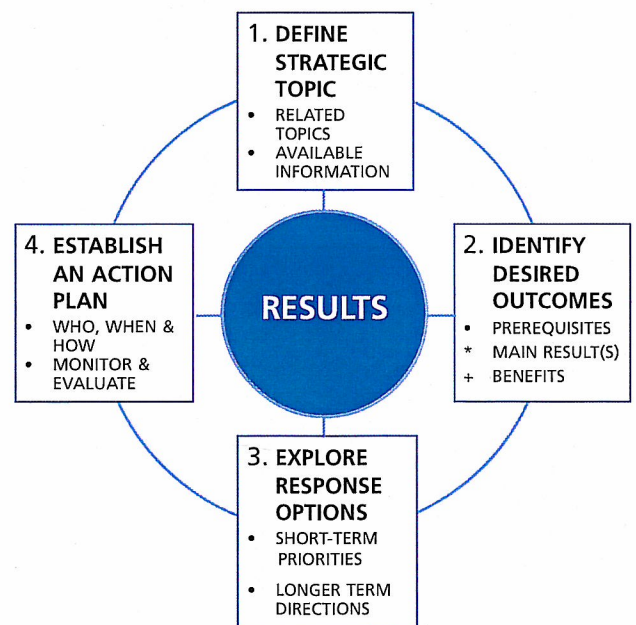 1. DEFINE
STRATEGIC
TOPIC
• RELATED
TOPICS
• AVAILABLE
INFORMATION
2. IDENTIFY
DESIRED
OUTCOMES
• PREREQUISITES
* MAIN RESULT(S)
+ BENEFITS
3. EXPLORE
RESPONSE
OPTIONS
• SHORT-TERM
PRIORITIES
• LONGER TERM
DIRECTIONS
4. ESTABLISH
AN ACTION
PLAN
• WHO, WHEN &
HOW
• MONITOR &
EVALUATE
RESULTS